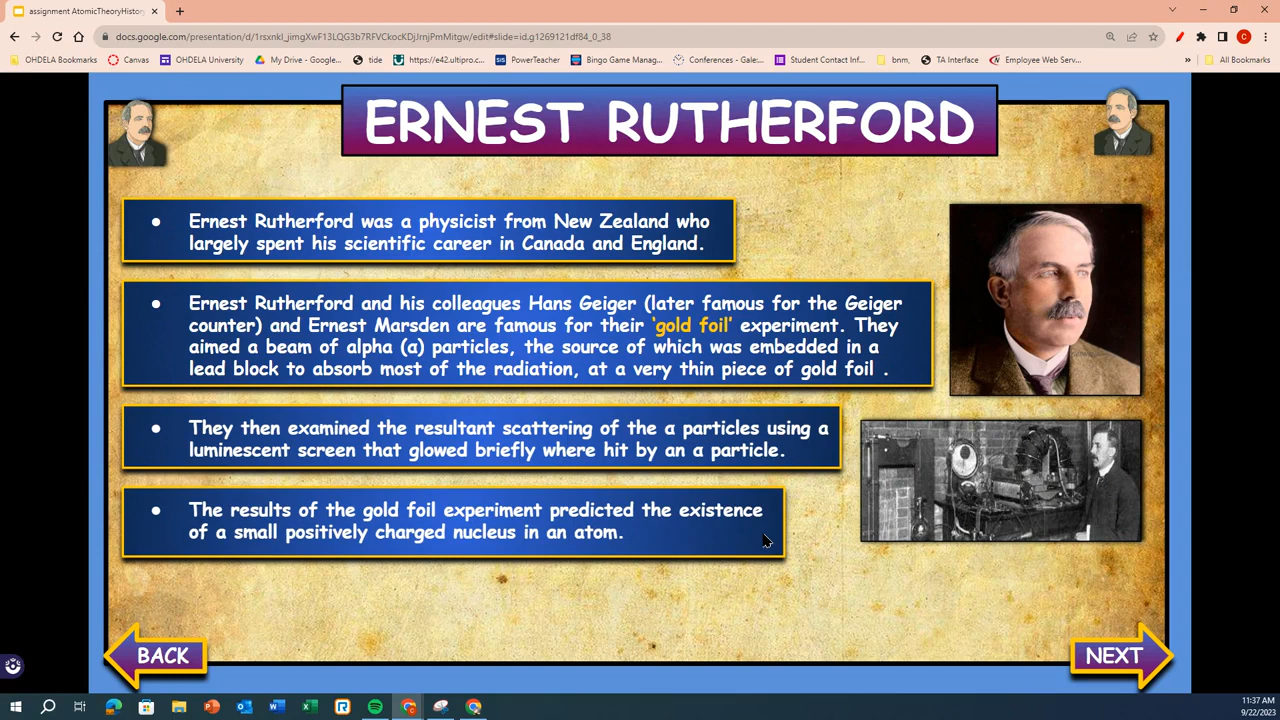 assignment AtomicTheoryHistory
docs.google.com/presentation/d/1rsxnkl_jimgXwF13LQG3b7RFVCkocKDjJrnjPmMitgw/edit#slide=id.g1269121df84_0_38
OHDELA Bookmarks Canvas OHDELA University My Drive - Google... tide https://e42.ultipro.c... PowerTeacher Bingo Game Manag... Conferences - Gale:... Student Contact Inf... bnm, TA Interface Employee Web Serv... » All Bookmarks
ERNEST RUTHERFORD
• Ernest Rutherford was a physicist from New Zealand who
largely spent his scientific career in Canada and England.
• Ernest Rutherford and his colleagues Hans Geiger (later famous for the Geiger
counter) and Ernest Marsden are famous for their ‘gold foil’ experiment. They
aimed a beam of alpha (a) particles, the source of which was embedded in a
lead block to absorb most of the radiation, at a very thin piece of gold foil .
• They then examined the resultant scattering of the a particles using a
luminescent screen that glowed briefly where hit by an a particle.
• The results of the gold foil experiment predicted the existence
of a small positively charged nucleus in an atom.
BACK
NEXT
11:37 AM
9/22/2023